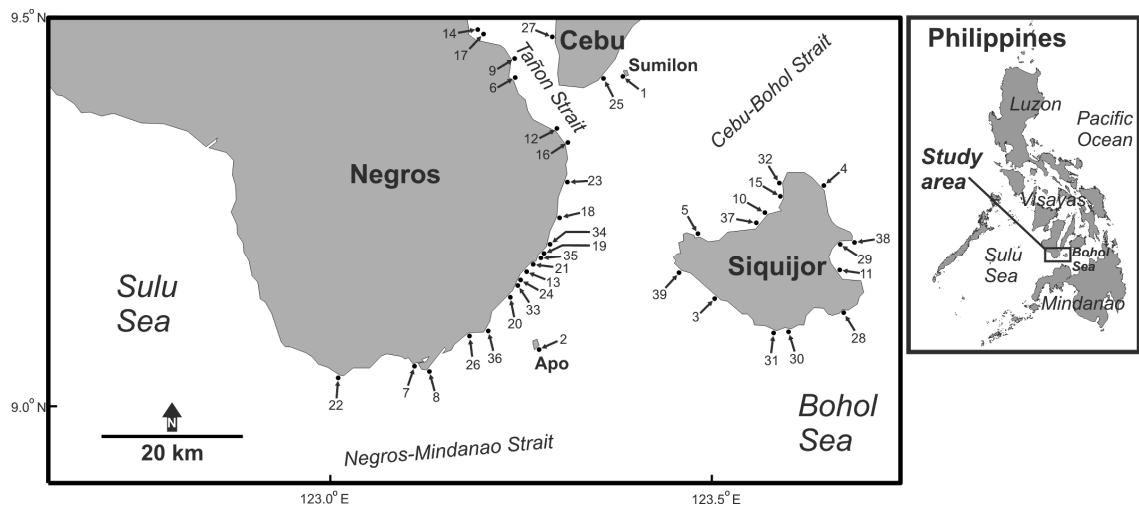 9.5° N
14
17
27
Cebu
Tañon Strait
9
6
Sumilon
1
25
Cebu-Bohol Strait
12
16
Negros
23
18
34
19
35
21
13
24
33
20
36
26
2
Apo
7
8
22
32
15
10
37
5
4
38
29
11
Siquijor
39
3
28
31
30
Sulu
Sea
Bohol
Sea
9.0° N
N
20 km
Negros-Mindanao Strait
123.0° E
123.5° E
Philippines
Luzon
Pacific
Ocean
Study
area
Visayas
Sulu
Sea
Bohol
Sea
Mindanao